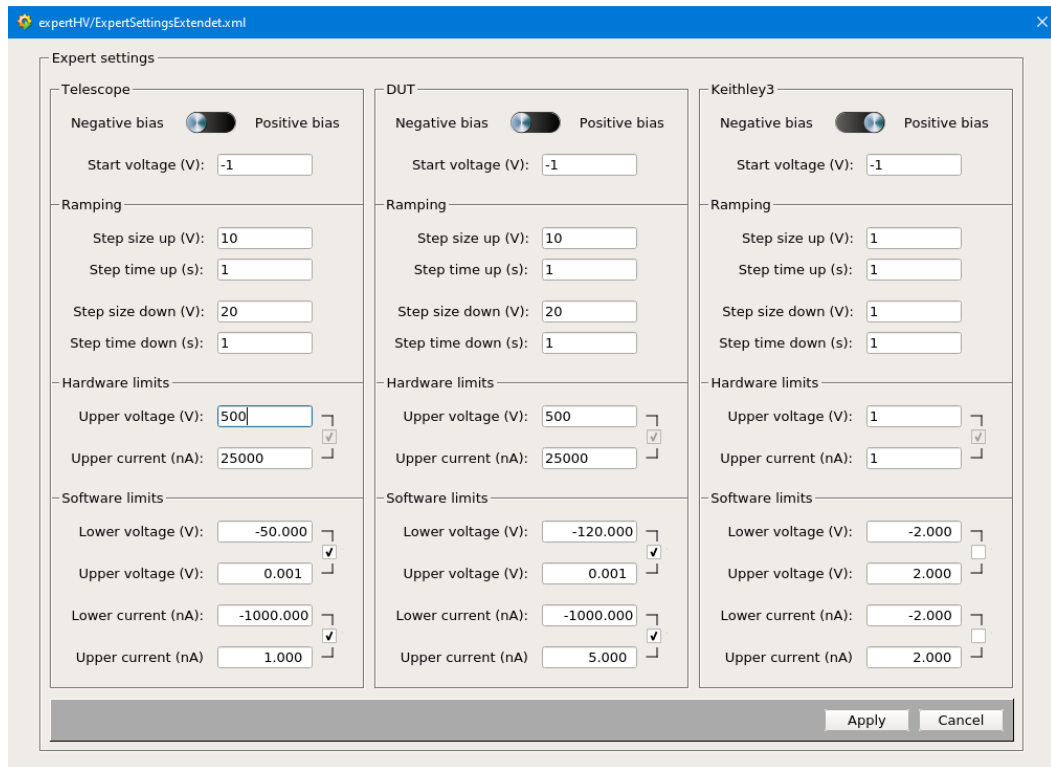 expertHV/ExpertSettingsExtendet.xml
Expert settings
Telescope
Negative bias Positive bias
Start voltage (V): -1
Ramping
Step size up (V): 10
Step time up (s): 1
Step size down (V): 20
Step time down (s): 1
Hardware limits
Upper voltage (V): 500
Upper current (nA): 25000
Software limits
Lower voltage (V): -50.000
Upper voltage (V): 0.001
Lower current (nA): -1000.000
Upper current (nA) 1.000
DUT
Negative bias Positive bias
Start voltage (V): -1
Ramping
Step size up (V): 10
Step time up (s): 1
Step size down (V): 20
Step time down (s): 1
Hardware limits
Upper voltage (V): 500
Upper current (nA): 25000
Software limits
Lower voltage (V): -120.000
Upper voltage (V): 0.001
Lower current (nA): -1000.000
Upper current (nA) 5.000
Keithley3
Negative bias Positive bias
Start voltage (V): -1
Ramping
Step size up (V): 1
Step time up (s): 1
Step size down (V): 1
Step time down (s): 1
Hardware limits
Upper voltage (V): 1
Upper current (nA): 1
Software limits
Lower voltage (V): -2.000
Upper voltage (V): 2.000
Lower current (nA): -2.000
Upper current (nA) 2.000
Apply Cancel